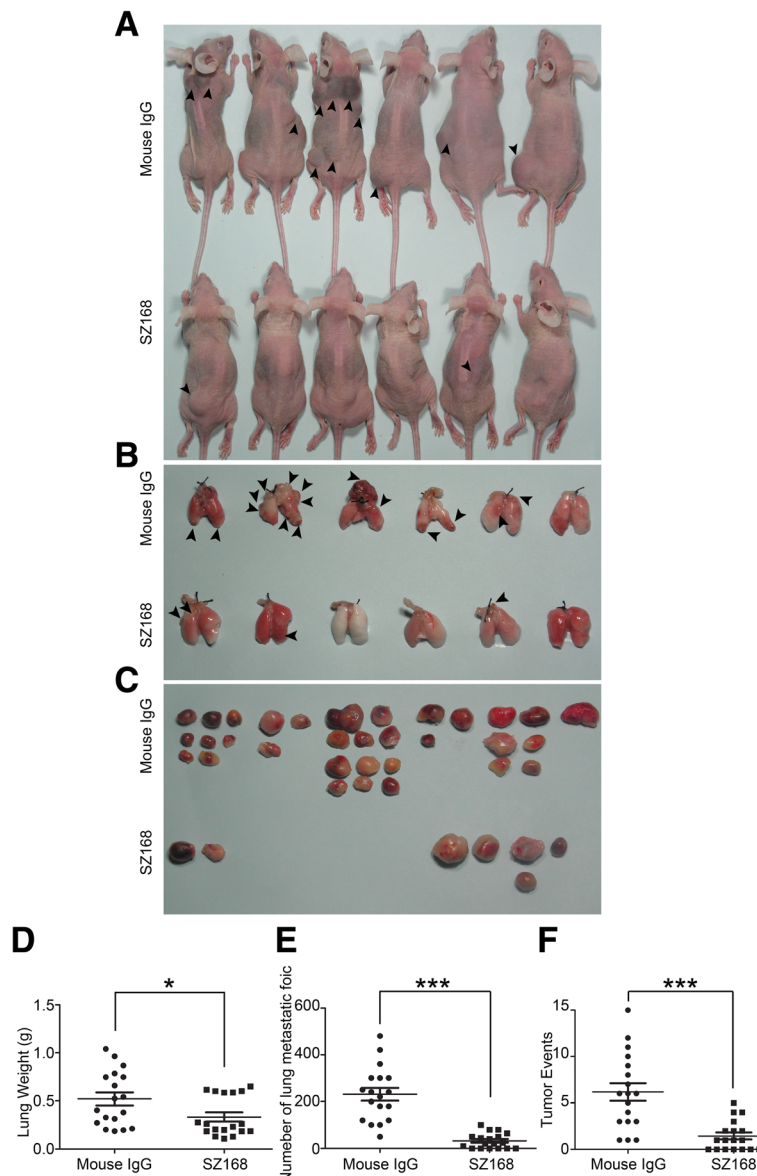 A
Mouse IgG
SZ168
B
Mouse IgG
SZ168
C
Mouse IgG
SZ168
D
*
Lung Weight (g)
1.5
1.0
0.5
0.0
Mouse IgG
SZ168
E
***
Numeber of lung metastatic foic
600
400
200
0
Mouse IgG
SZ168
F
***
Tumor Events
15
10
5
0
Mouse IgG
SZ168